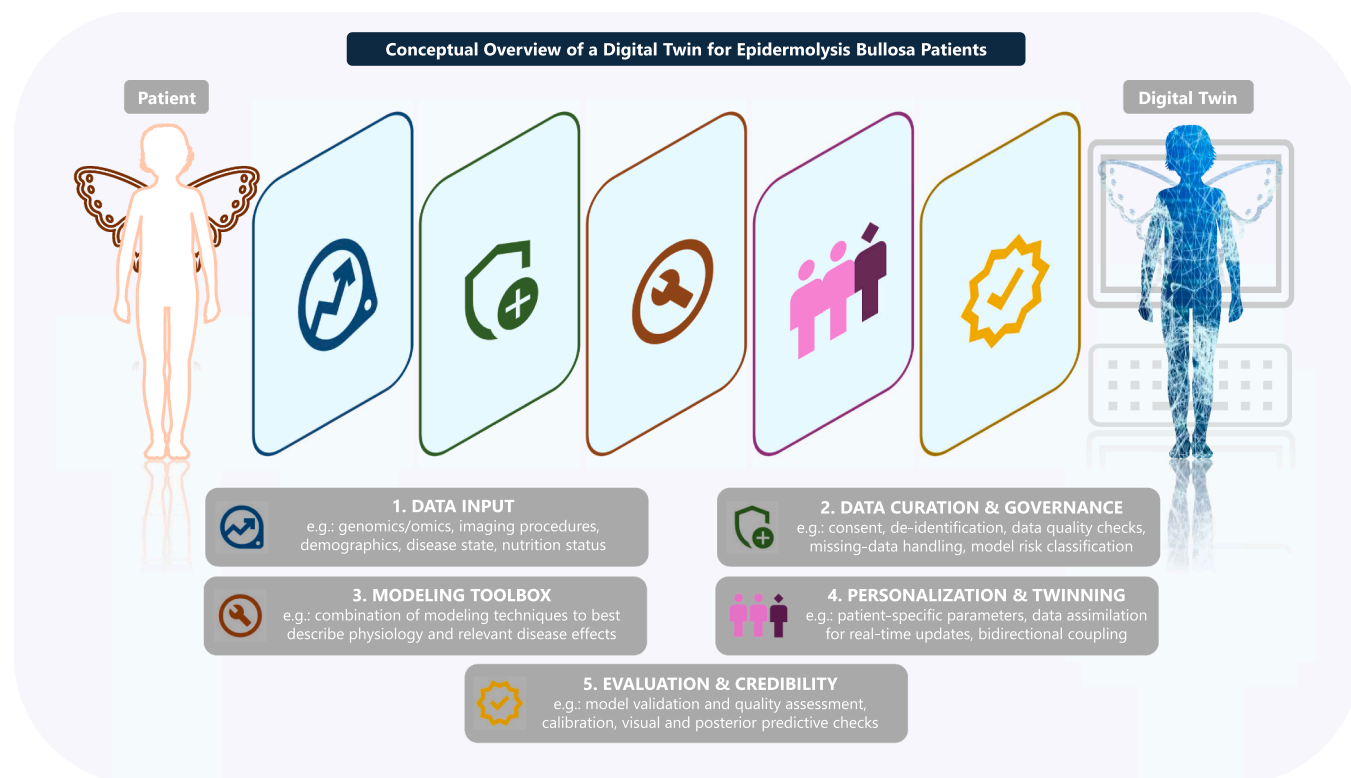 Conceptual Overview of a Digital Twin for Epidermolysis Bullosa Patients
Patient
Digital Twin
1. DATA INPUT
e.g.: genomics/omics, imaging procedures,
demographics, disease state, nutrition status
2. DATA CURATION & GOVERNANCE
e.g.: consent, de-identification, data quality checks,
missing-data handling, model risk classification
3. MODELING TOOLBOX
e.g.: combination of modeling techniques to best
describe physiology and relevant disease effects
4. PERSONALIZATION & TWINNING
e.g.: patient-specific parameters, data assimilation
for real-time updates, bidirectional coupling
5. EVALUATION & CREDIBILITY
e.g.: model validation and quality assessment,
calibration, visual and posterior predictive checks